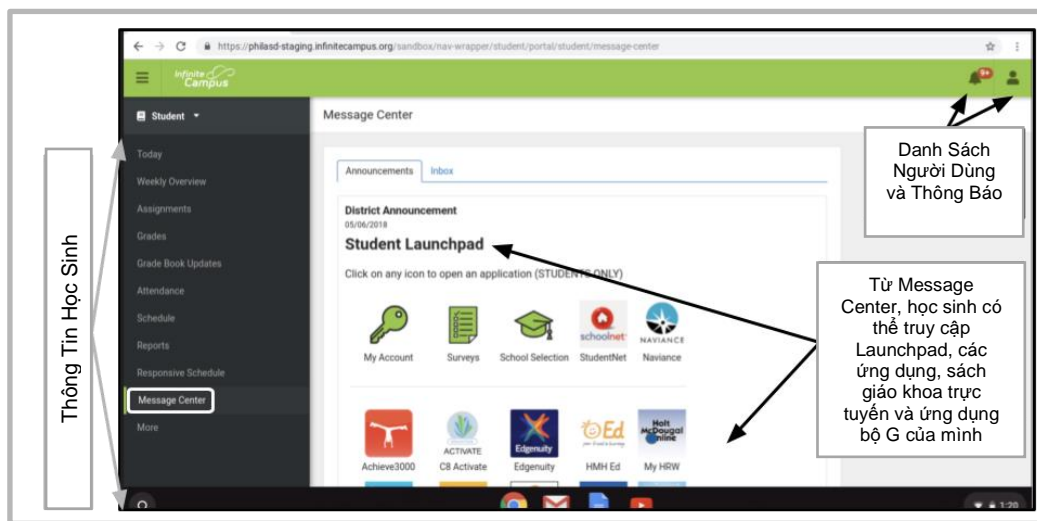 https://philasd-staging.infinitecampus.org/sandbox/nav-wrapper/student/portal/student/message-center
Infinite Campus
9+
Student
Message Center
Today
Weekly Overview
Assignments
Grades
Grade Book Updates
Attendance
Schedule
Reports
Responsive Schedule
Message Center
More
Thông Tin Học Sinh
Announcements Inbox
District Announcement
05/06/2018
Student Launchpad
Click on any icon to open an application (STUDENTS ONLY)
schoolnet
NAVIANCE
My Account Surveys School Selection StudentNet Naviance
ACTIVATE
Edgenuity
Ed
Holt
McDougal
Online
Achieve3000 C8 Activate Edgenuity HMH Ed My HRW
1:20
Danh Sách
Người Dùng
và Thông Báo
Từ Message
Center, học sinh có
thể truy cập
Launchpad, các
ứng dụng, sách
giáo khoa trực
tuyến và ứng dụng
bộ G của mình